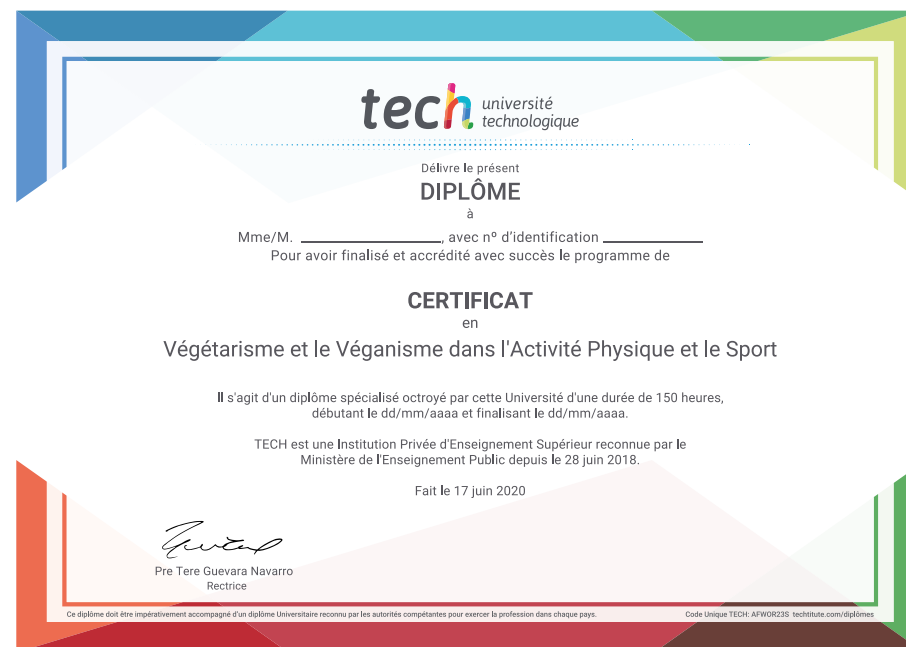 tech université
technologique
Délivre le présent
DIPLÔME
à
Mme/M. ____________________, avec nº d'identification ______________
Pour avoir finalisé et accrédité avec succès le programme de
CERTIFICAT
en
Végétarisme et le Véganisme dans l'Activité Physique et le Sport
Il s'agit d'un diplôme spécialisé octroyé par cette Université d'une durée de 150 heures,
débutant le dd/mm/aaaa et finalisant le dd/mm/aaaa.
TECH est une Institution Privée d'Enseignement Supérieur reconnue par le
Ministère de l'Enseignement Public depuis le 28 juin 2018.
Fait le 17 juin 2020
Pre Tere Guevara Navarro
Rectrice
Ce diplôme doit être impérativement accompagné d'un diplôme Universitaire reconnu par les autorités compétantes pour exercer la profession dans chaque pays. Code Unique TECH: AFWOR23S techtitute.com/diplômes